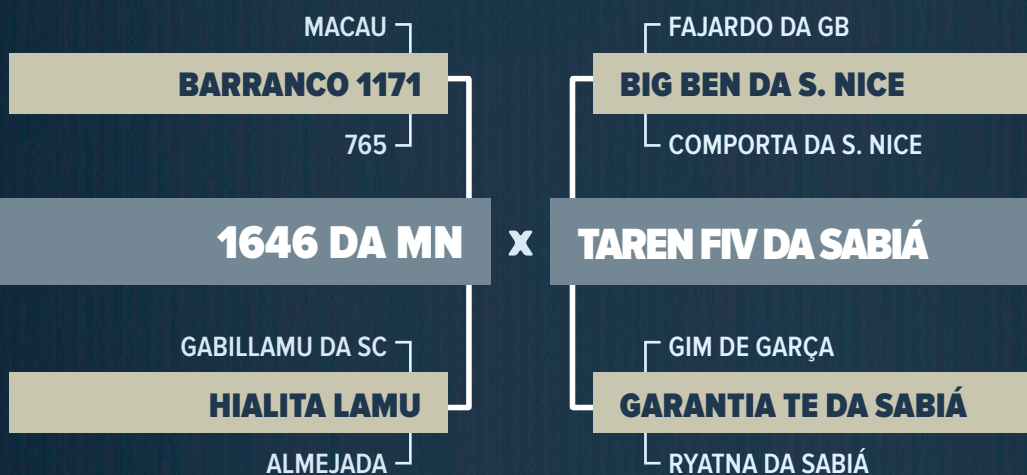 MACAU
BARRANCO 1171
765
FAJARDO DA GB
BIG BEN DA S. NICE
COMPORTA DA S. NICE
1646 DA MN x TAREN FIV DA SABIÁ
GABILLAMU DA SC
HIALITA LAMU
ALMEJADA
GIM DE GARÇA
GARANTIA TE DA SABIÁ
RYATNA DA SABIÁ